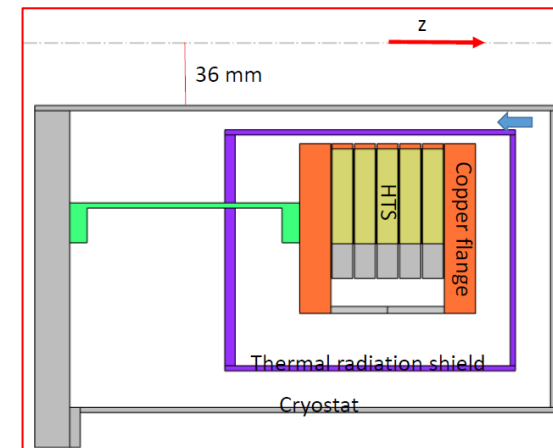 z
36 mm
HTS
Copper flange
Thermal radiation shield
Cryostat